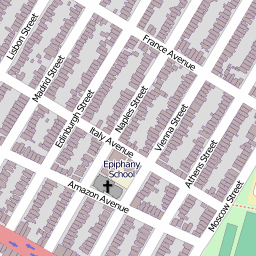 Lisbon Street
France Avenue
Madrid Street
Naples Street
Edinburgh Street
Italy Avenue
Vienna Street
Epiphany
School
Athens Street
Amazon Avenue
Moscow Street